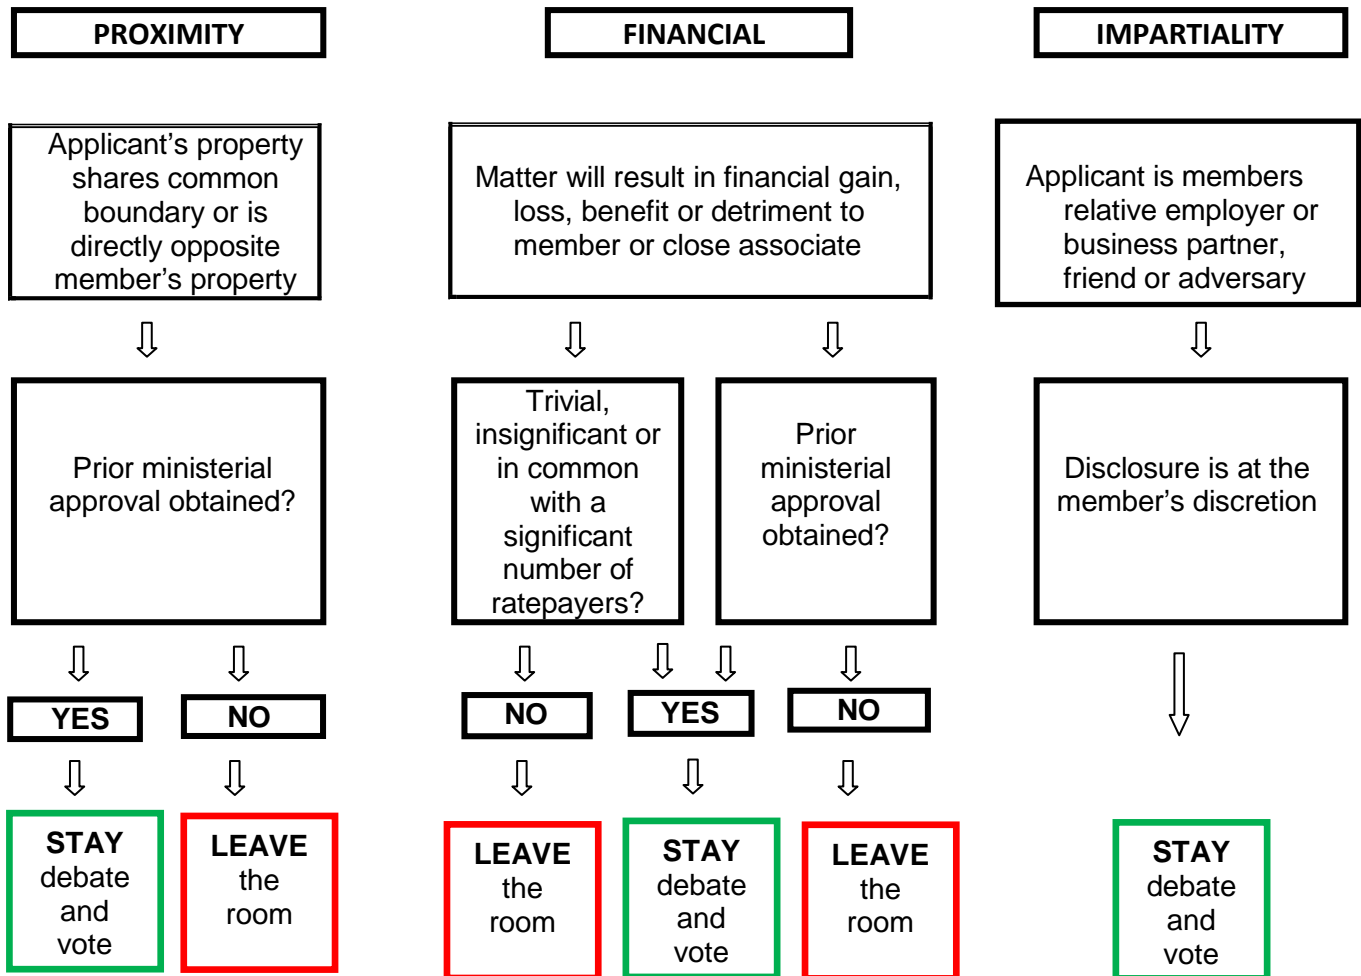 PROXIMITY
FINANCIAL
IMPARTIALITY
Applicant's property
shares common
boundary or is
directly opposite
member's property
Matter will result in financial gain,
loss, benefit or detriment to
member or close associate
Applicant is members
relative employer or
business partner,
friend or adversary
Prior ministerial
approval obtained?
Trivial,
insignificant or
in common
with a
significant
number of
ratepayers?
Prior
ministerial
approval
obtained?
Disclosure is at the
member's discretion
YES
NO
NO
YES
NO
STAY
debate
and
vote
LEAVE
the
room
LEAVE
the
room
STAY
debate
and
vote
LEAVE
the
room
STAY
debate
and
vote